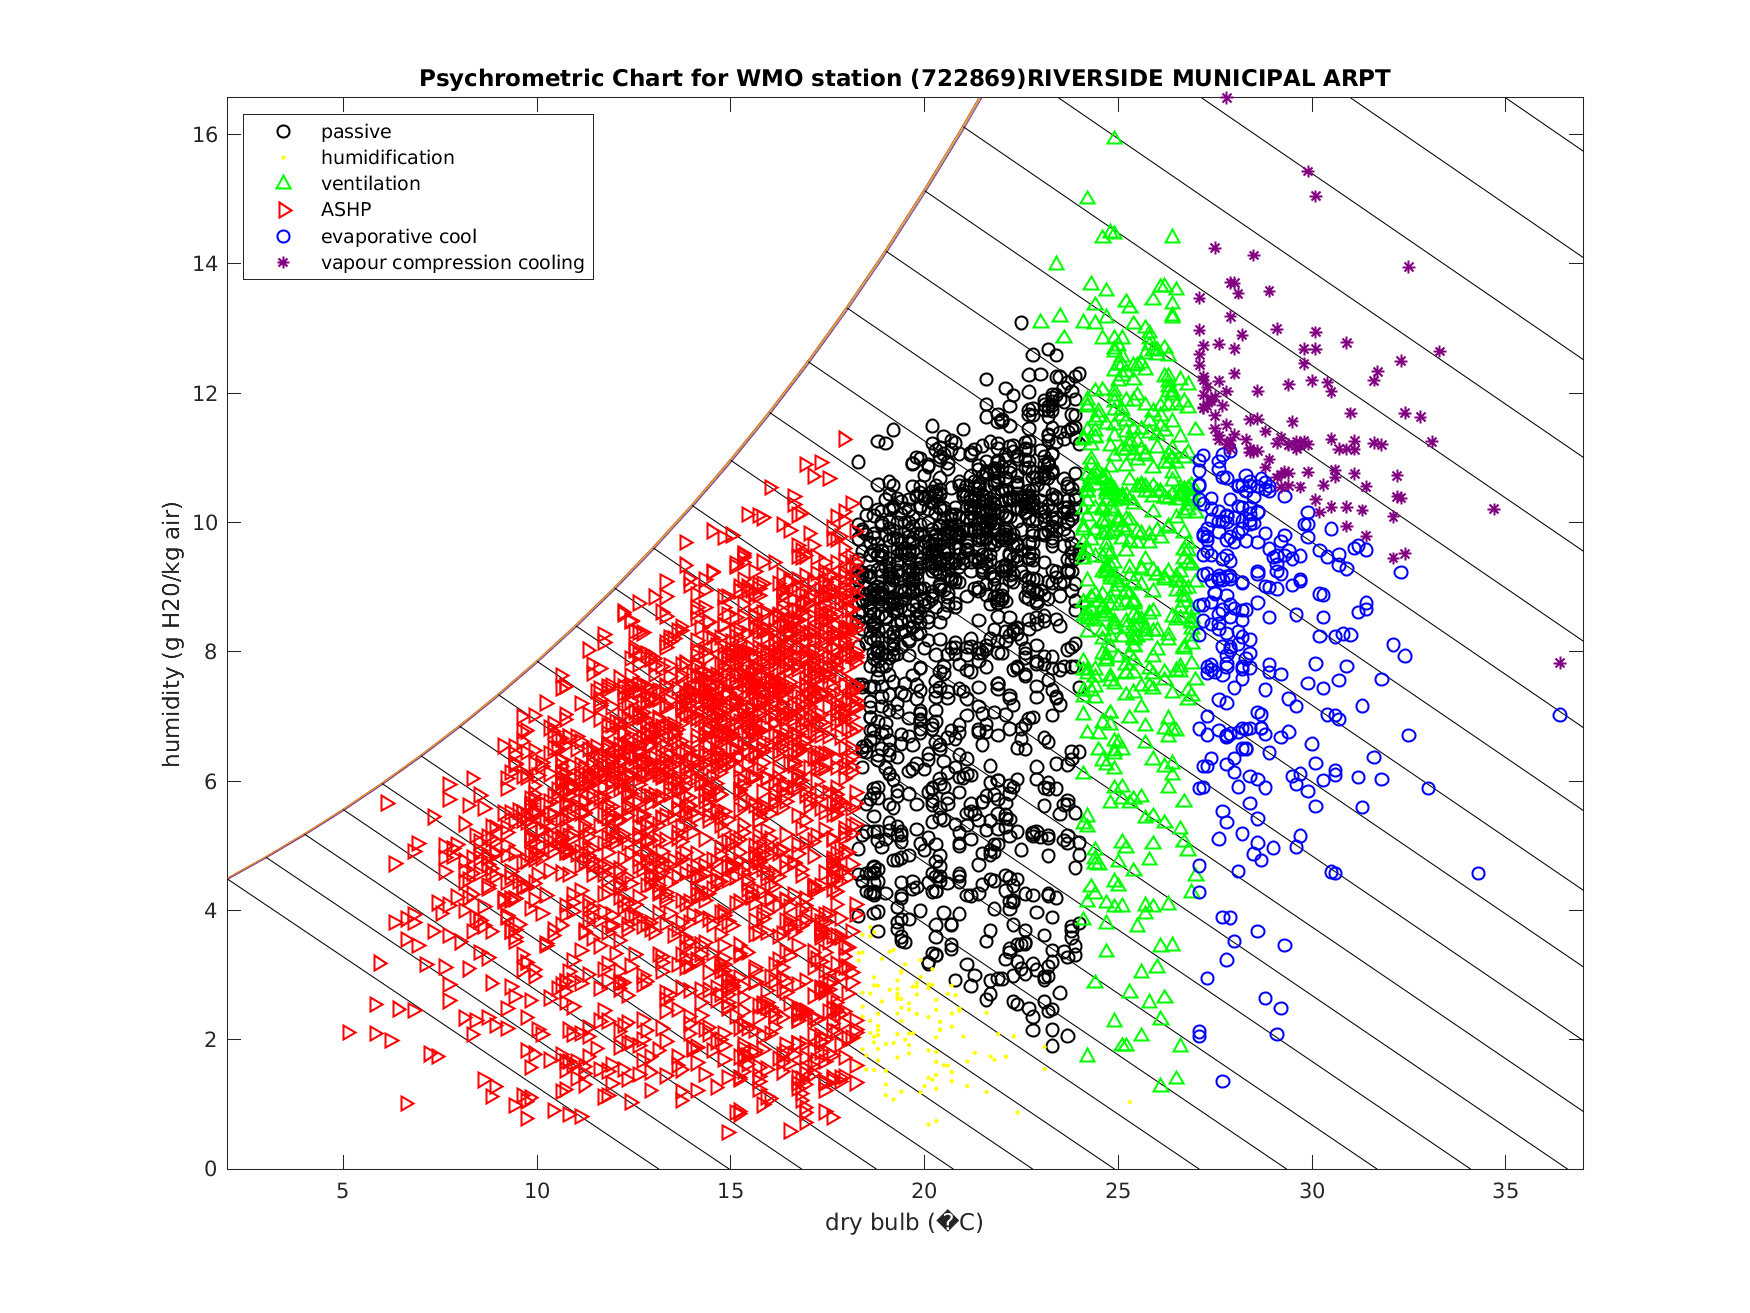 Psychrometric Chart for WMO station (722869)RIVERSIDE MUNICIPAL ARPT
passive
humidification
ventilation
ASHP
evaporative cool
vapour compression cooling
humidity (g H20/kg air)
16
14
12
10
8
6
4
2
0
5 10 15 20 25 30 35
dry bulb (�C)